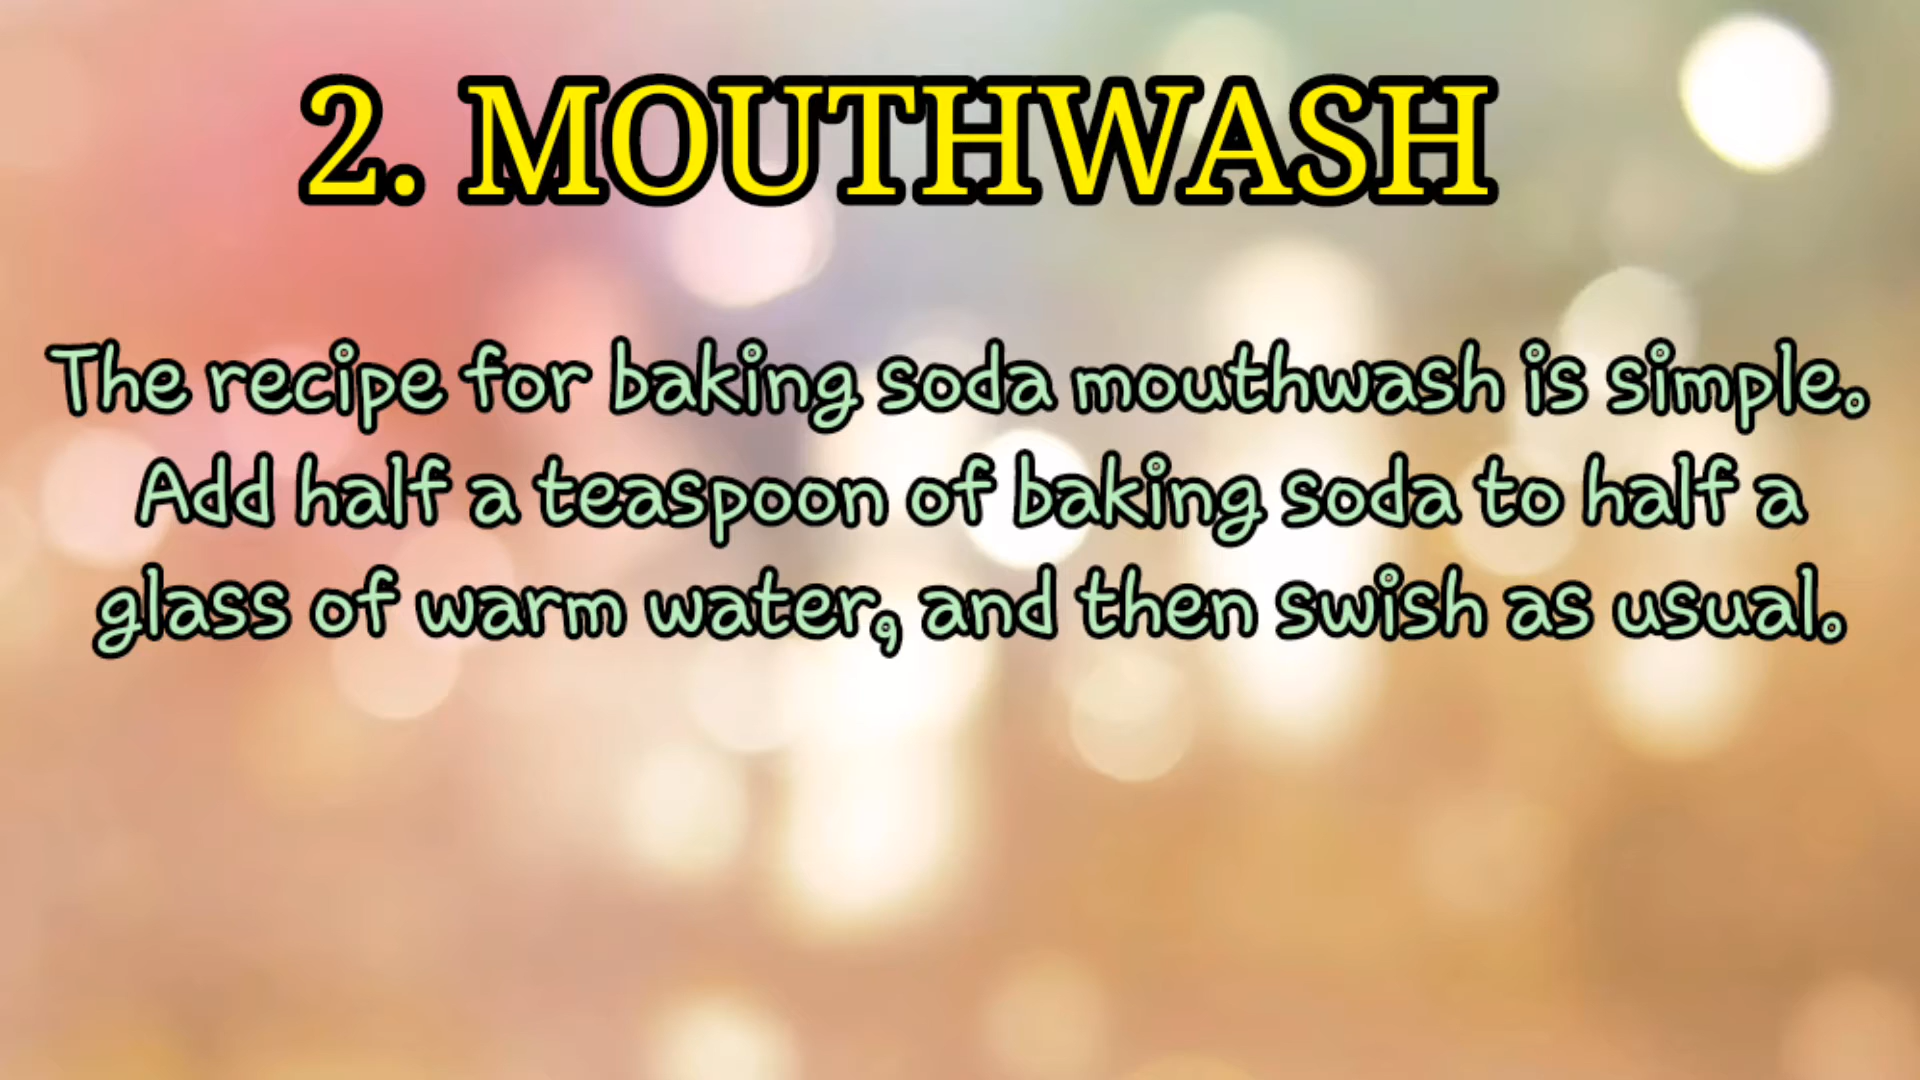 2. MOUTHWASH
The recipe for baking soda mouthwash is simple.
Add half a teaspoon of baking soda to half a
glass of warm water, and then swish as usual.